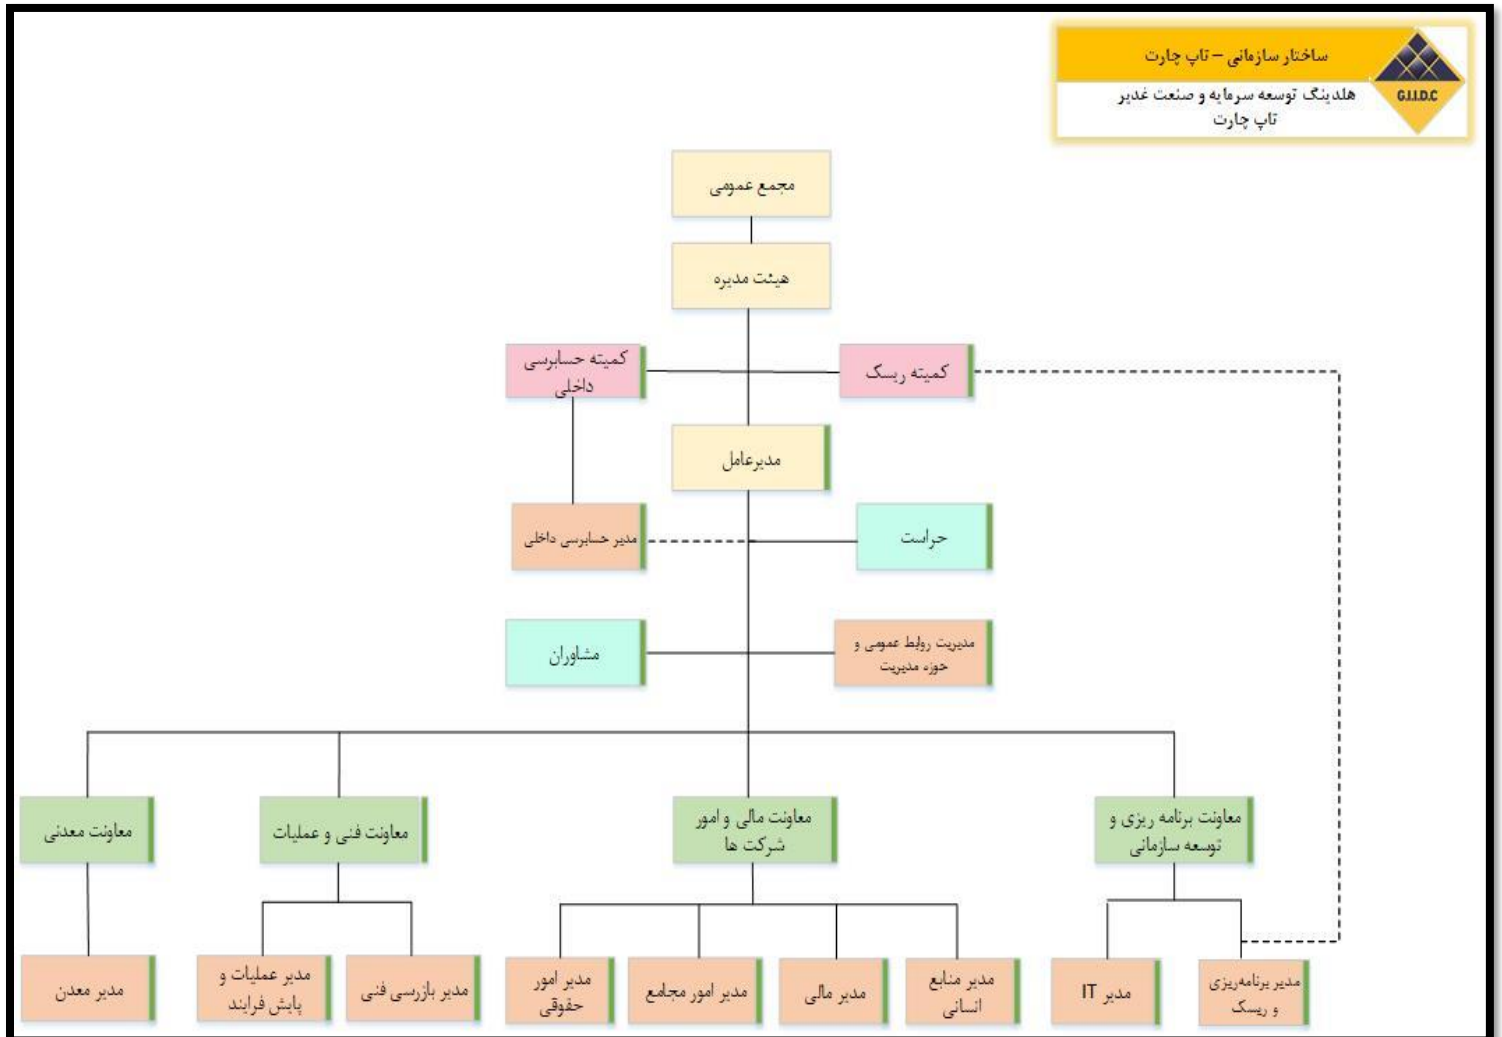 ساختار سازمانی – تاپ چارت
هلدینگ توسعه سرمایه و صنعت غدیر
تاپ چارت
G.I.I.D.C
مجمع عمومی
هیئت مدیره
کمیته ریسک
کمیته حسابرسی
داخلی
مدیرعامل
حراست
مدیر حسابرسی داخلی
مدیریت روابط عمومی و
حوزه مدیریت
مشاوران
معاونت برنامه ریزی و
توسعه سازمانی
معاونت مالی و امور
شرکت ها
معاونت فنی و عملیات
معاونت معدنی
مدیر برنامه‌ریزی
و ریسک
مدیر IT
مدیر منابع
انسانی
مدیر مالی
مدیر امور مجامع
مدیر امور
حقوقی
مدیر بازرسی فنی
مدیر عملیات و
پایش فرایند
مدیر معدن